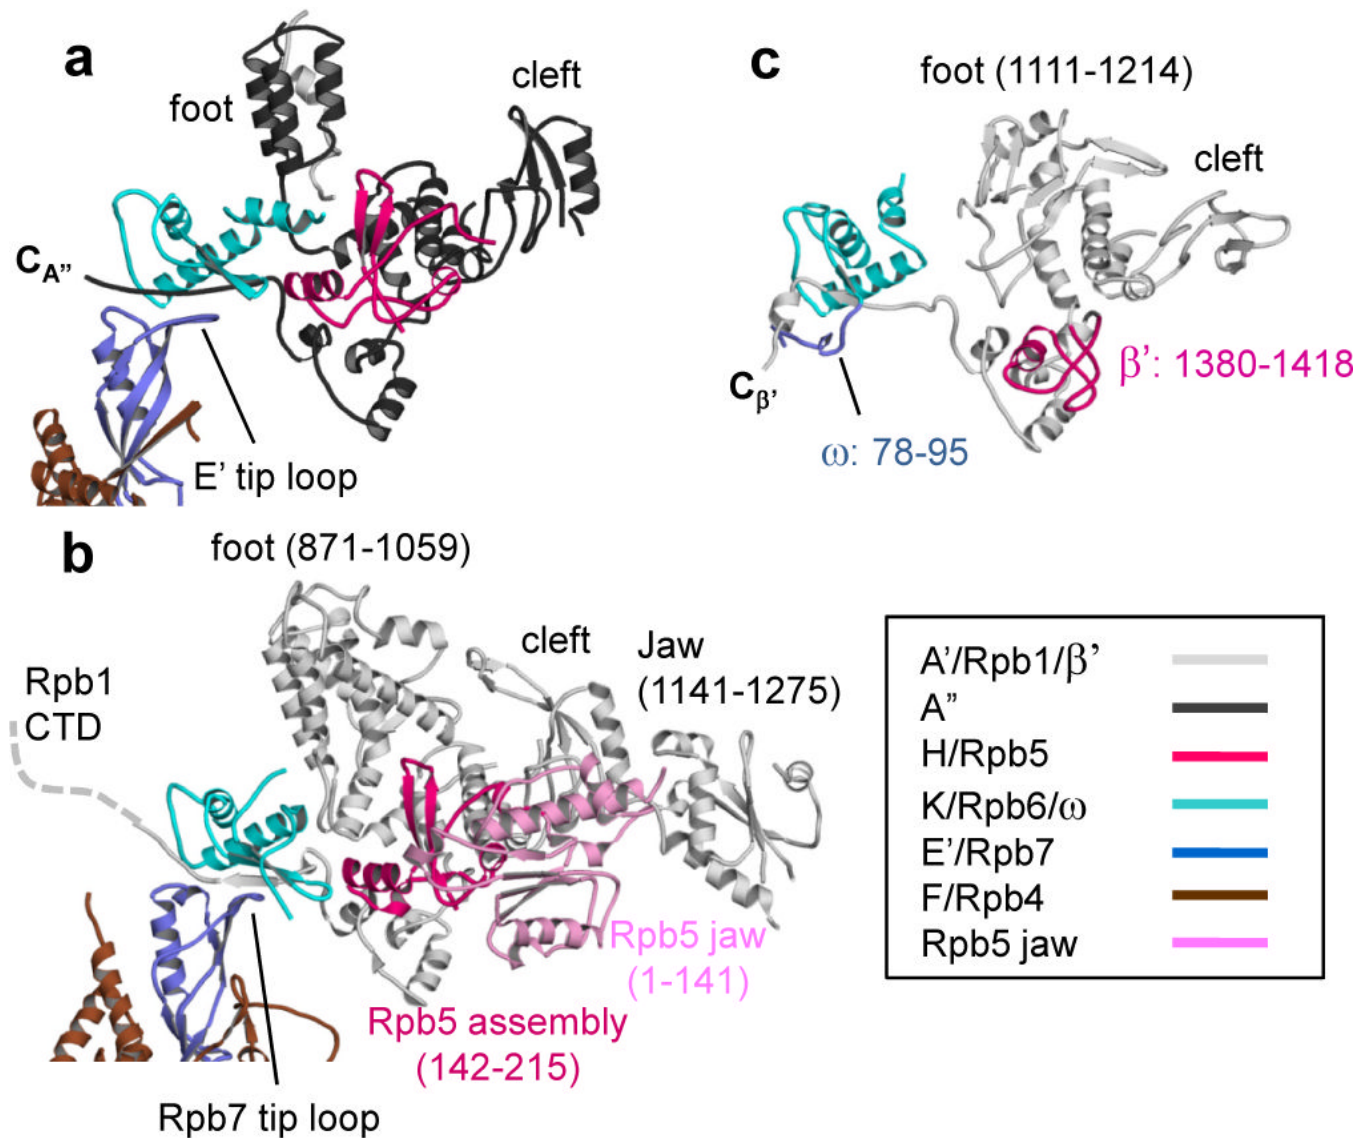 a
foot
cleft
CA”
E’ tip loop
c
foot (1111-1214)
cleft
β’: 1380-1418
Cβ’
ω: 78-95
b
foot (871-1059)
cleft
Jaw
(1141-1275)
Rpb1
CTD
Rpb5 jaw
(1-141)
Rpb5 assembly
(142-215)
Rpb7 tip loop
A’/Rpb1/β’
A”
H/Rpb5
K/Rpb6/ω
E’/Rpb7
F/Rpb4
Rpb5 jaw